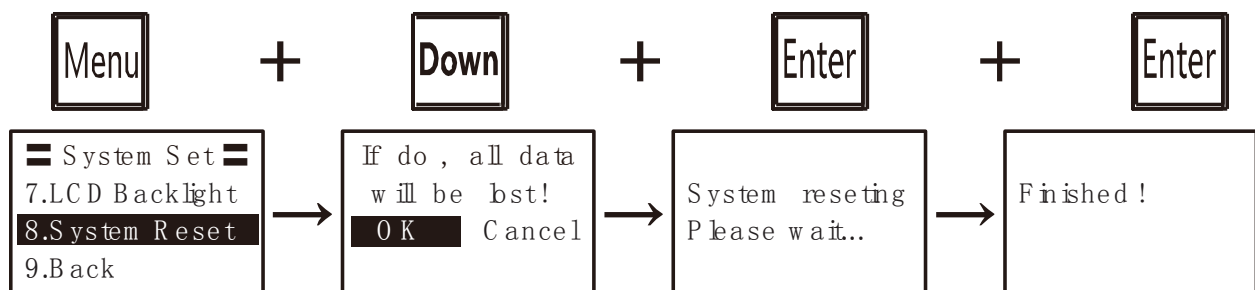 Menu + Down + Enter + Enter
System Set
7.LCD Backlight
8.System Reset
9.Back
If do , all data
will be lost!
OK Cancel
System reseting
Please wait...
Finished !